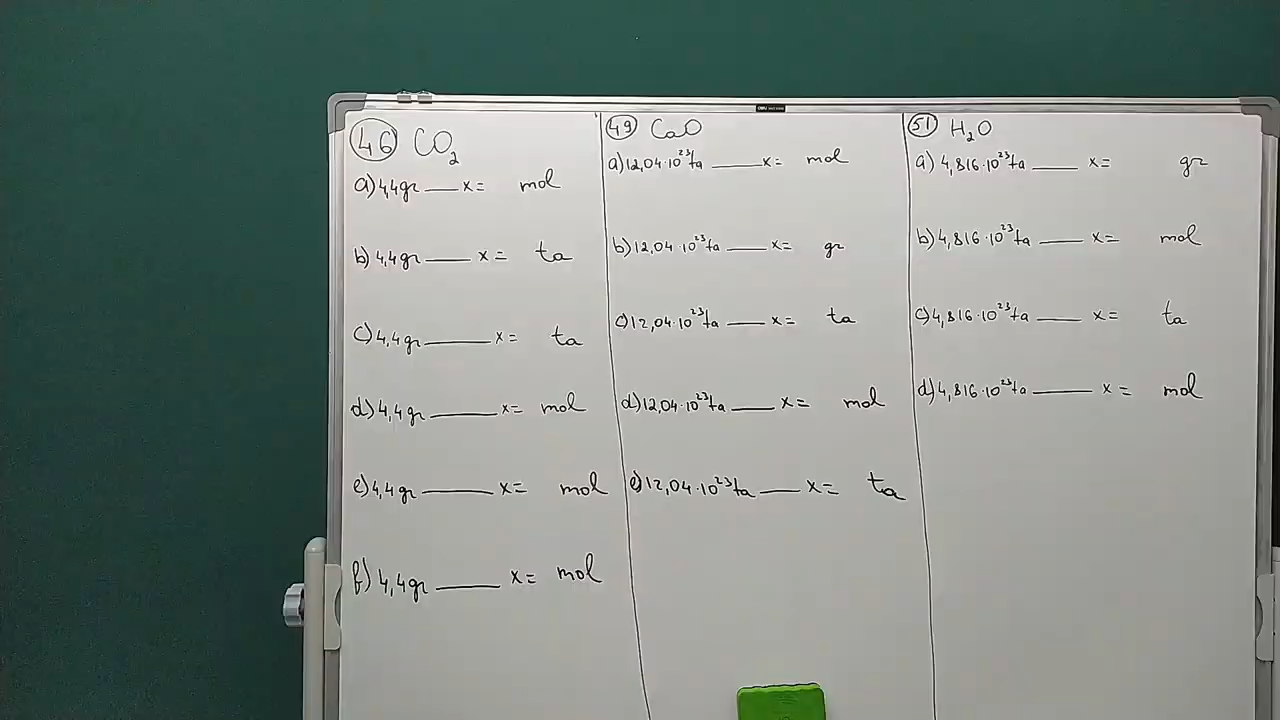 46 CO₂
a) 4,4gr ___ x= mol
b) 4,4gr ___ x= ta
c) 4,4gr ___ x= ta
d) 4,4gr ___ x= mol
e) 4,4gr ___ x= mol
f) 4,4gr ___ x= mol
49 CaO
a) 12,04·10²³ta ___ x= mol
b) 12,04·10²³ta ___ x= gr
c) 12,04·10²³ta ___ x= ta
d) 12,04·10²³ta ___ x= mol
e) 12,04·10²³ta ___ x= ta
51 H₂O
a) 4,816·10²³ta ___ x= gr
b) 4,816·10²³ta ___ x= mol
c) 4,816·10²³ta ___ x= ta
d) 4,816·10²³ta ___ x= mol